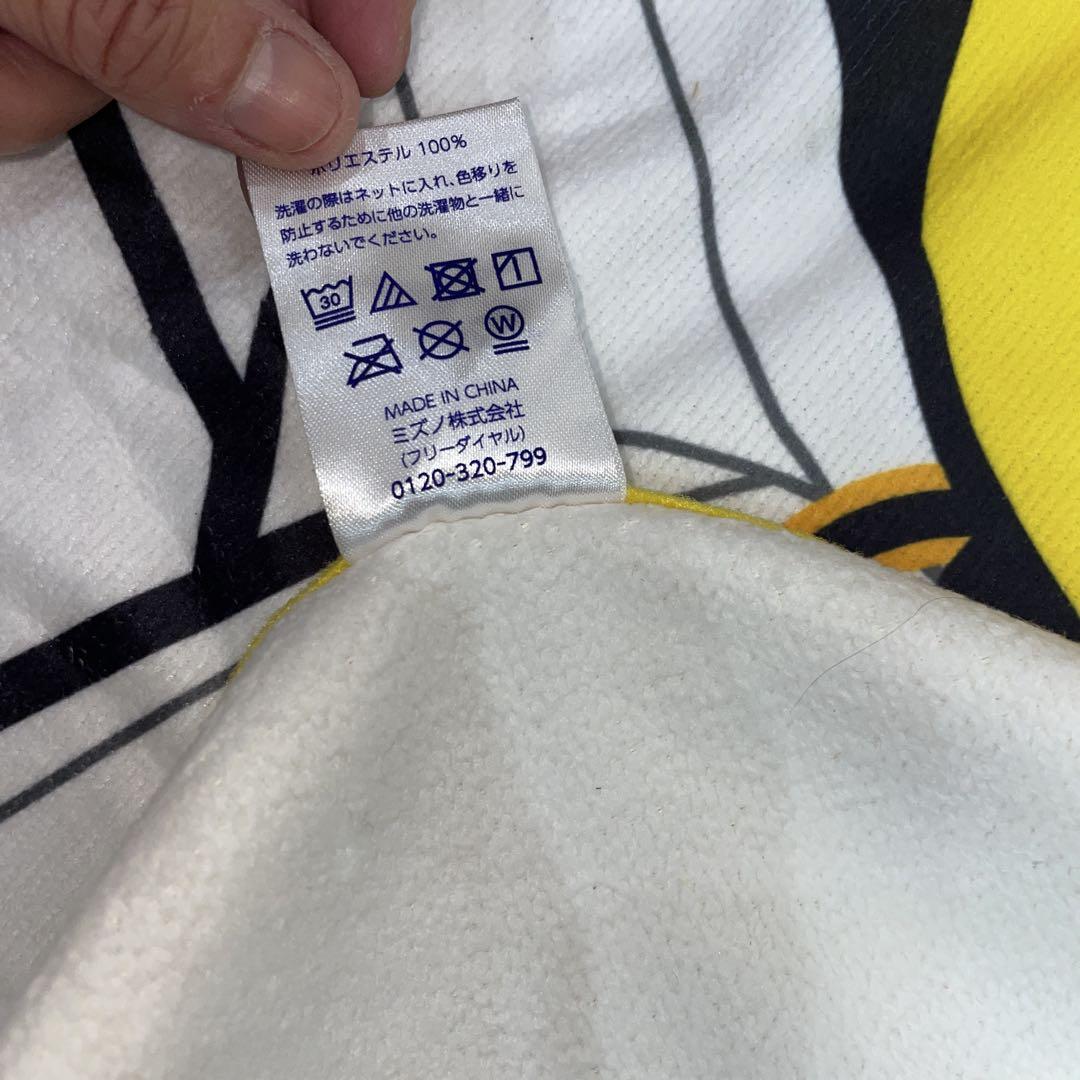 ポリエステル 100%
洗濯の際はネットに入れ、色移りを
防止するために他の洗濯物と一緒に
洗わないでください。
30
W
MADE IN CHINA
ミズノ株式会社
(フリーダイヤル)
0120-320-799